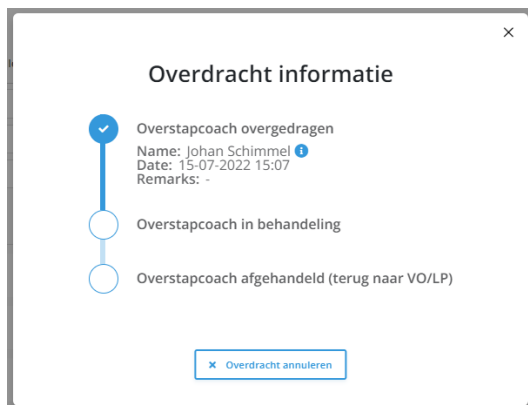 Overdracht informatie
Overstapcoach overgedragen
Name: Johan Schimmel
Date: 15-07-2022 15:07
Remarks: -
Overstapcoach in behandeling
Overstapcoach afgehandeld (terug naar VO/LP)
Overdracht annuleren